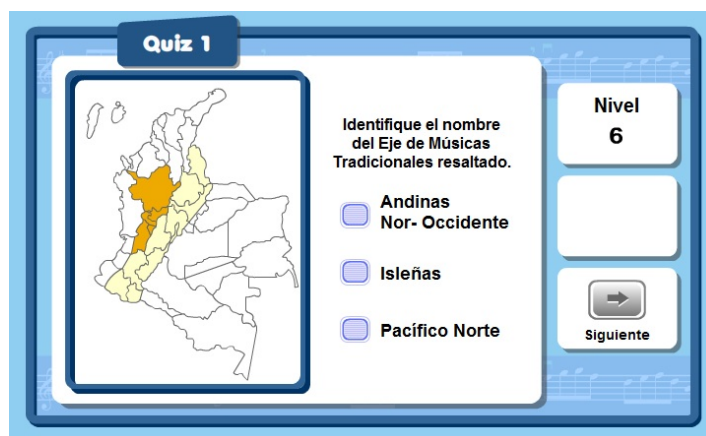 Quiz 1
Identifique el nombre
del Eje de Músicas
Tradicionales resaltado.
Andinas
Nor- Occidente
Isleñas
Pacífico Norte
Nivel
6
Siguiente